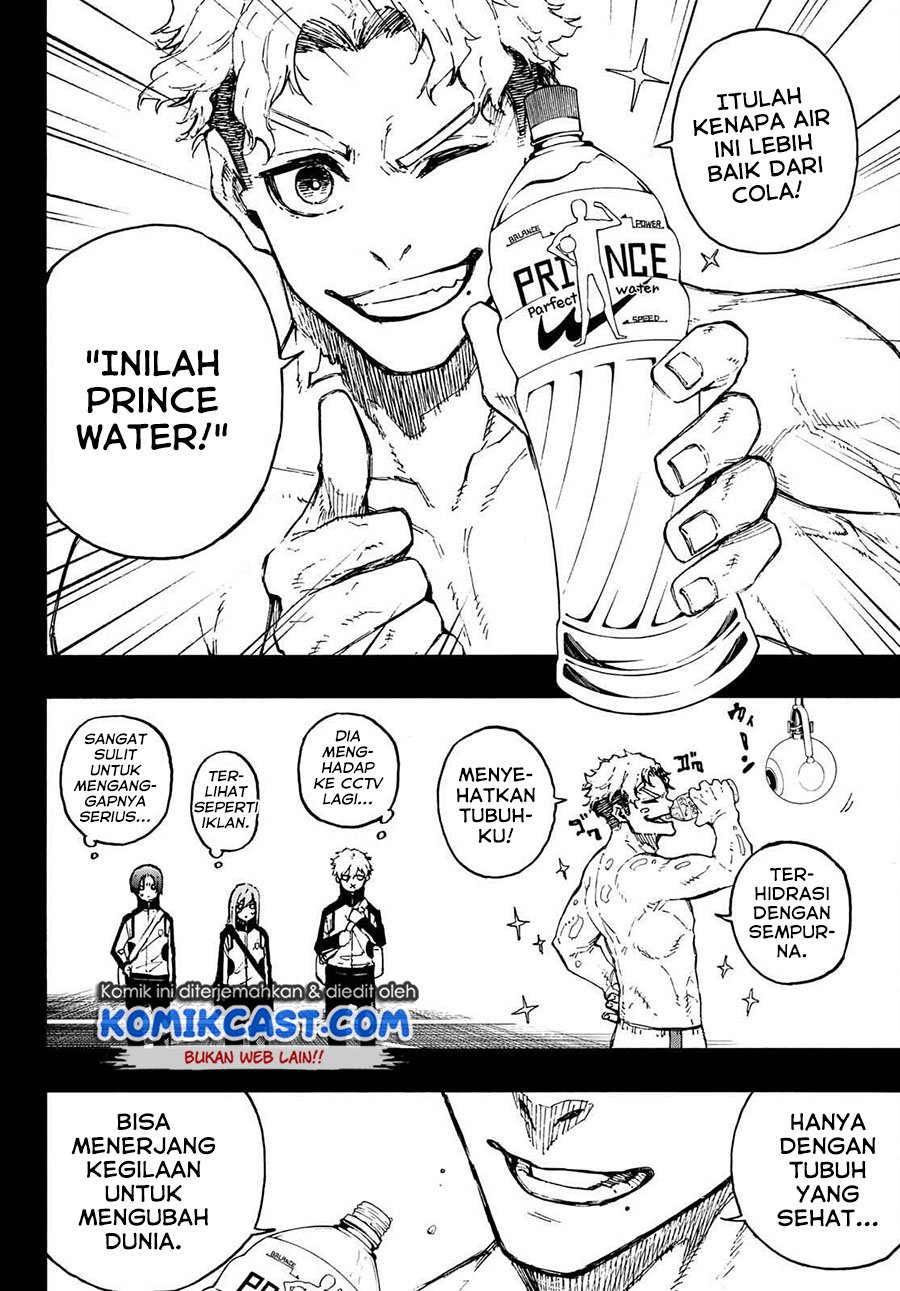 ITULAH
KENAPA AIR
INI LEBIH
BAIK DARI
COLA!
BALANCE
POWER
PRINCE
Parfect water
SPEED
"INILAH
PRINCE
WATER!"
DIA
MENG-
HADAP
KE CCTV
LAGI...
TER-
LIHAT
SEPERTI
IKLAN.
SANGAT
SULIT
UNTUK
MENGANG-
GAPNYA
SERIUS...
MENYE-
HATKAN
TUBUH-
KU!
TER-
HIDRASI
DENGAN
SEMPUR-
NA.
Komik ini diterjemahkan & diedit oleh
KOMIKCAST.COM
BUKAN WEB LAIN!!
HANYA
DENGAN
TUBUH
YANG
SEHAT...
BISA
MENERJANG
KEGILAAN
UNTUK
MENGUBAH
DUNIA.
BALANCE